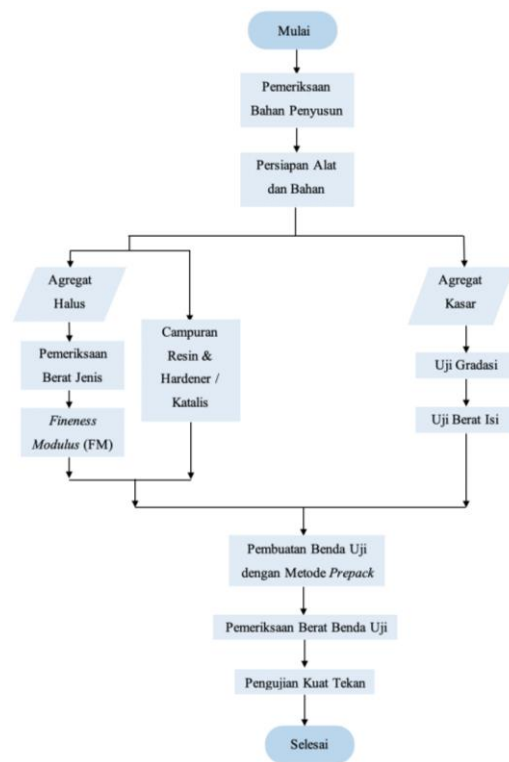 Mulai
Pemeriksaan
Bahan Penyusun
Persiapan Alat
dan Bahan
Agregat
Halus
Pemeriksaan
Berat Jenis
Fineness
Modulus (FM)
Campuran
Resin &
Hardener /
Katalis
Agregat
Kasar
Uji Gradasi
Uji Berat Isi
Pembuatan Benda Uji
dengan Metode Prepack
Pemeriksaan Berat Benda Uji
Pengujian Kuat Tekan
Selesai